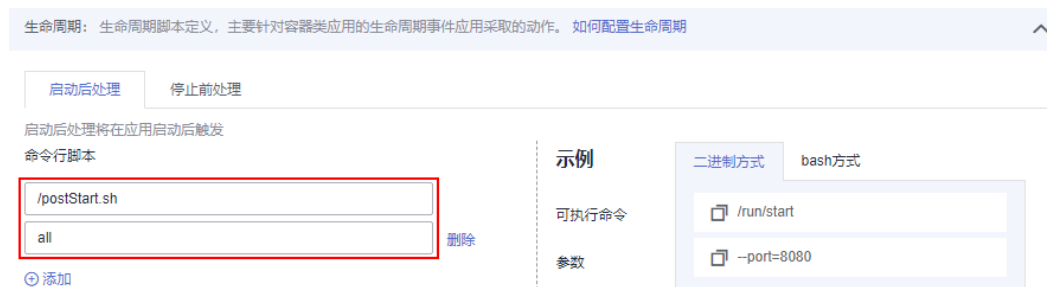 生命周期： 生命周期脚本定义，主要针对容器类应用的生命周期事件应用采取的动作。 如何配置生命周期
启动后处理 停止前处理
启动后处理将在应用启动后触发
命令行脚本
/postStart.sh
all 删除
添加
示例 二进制方式 bash方式
可执行命令 /run/start
参数 --port=8080